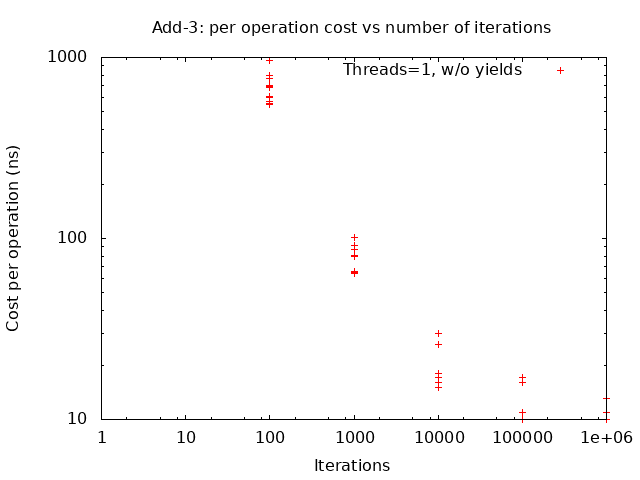 Add-3: per operation cost vs number of iterations
1000
Threads=1, w/o yields
100
Cost per operation (ns)
10
1 10 100 1000 10000 100000 1e+06
Iterations